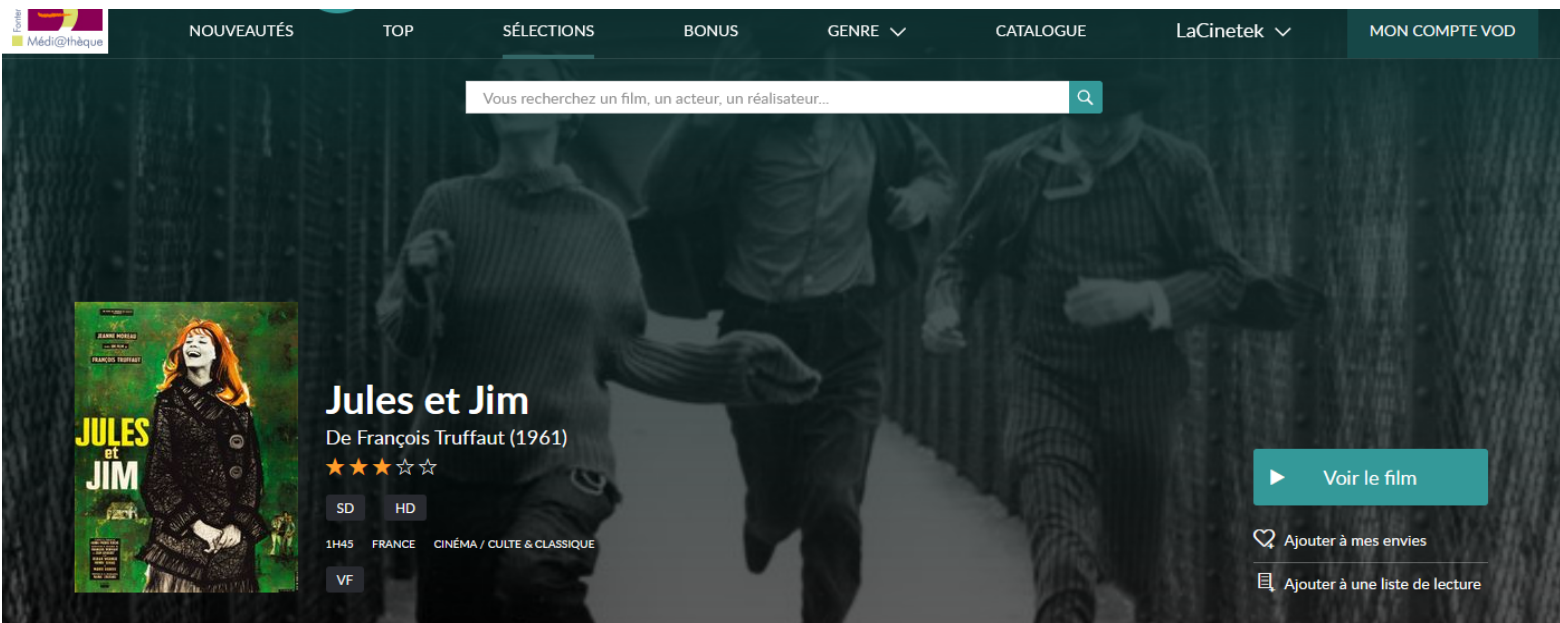 Fonter
Médi@thèque
NOUVEAUTÉS
TOP
SÉLECTIONS
BONUS
GENRE
CATALOGUE
LaCinetek
MON COMPTE VOD
Vous recherchez un film, un acteur, un réalisateur...
JEANNE MOREAU
FRANÇOIS TRUFFAUT
JULES
et
JIM
Jules et Jim
De François Truffaut (1961)
SD HD
1H45 FRANCE CINÉMA / CULTE & CLASSIQUE
VF
Voir le film
Ajouter à mes envies
Ajouter à une liste de lecture